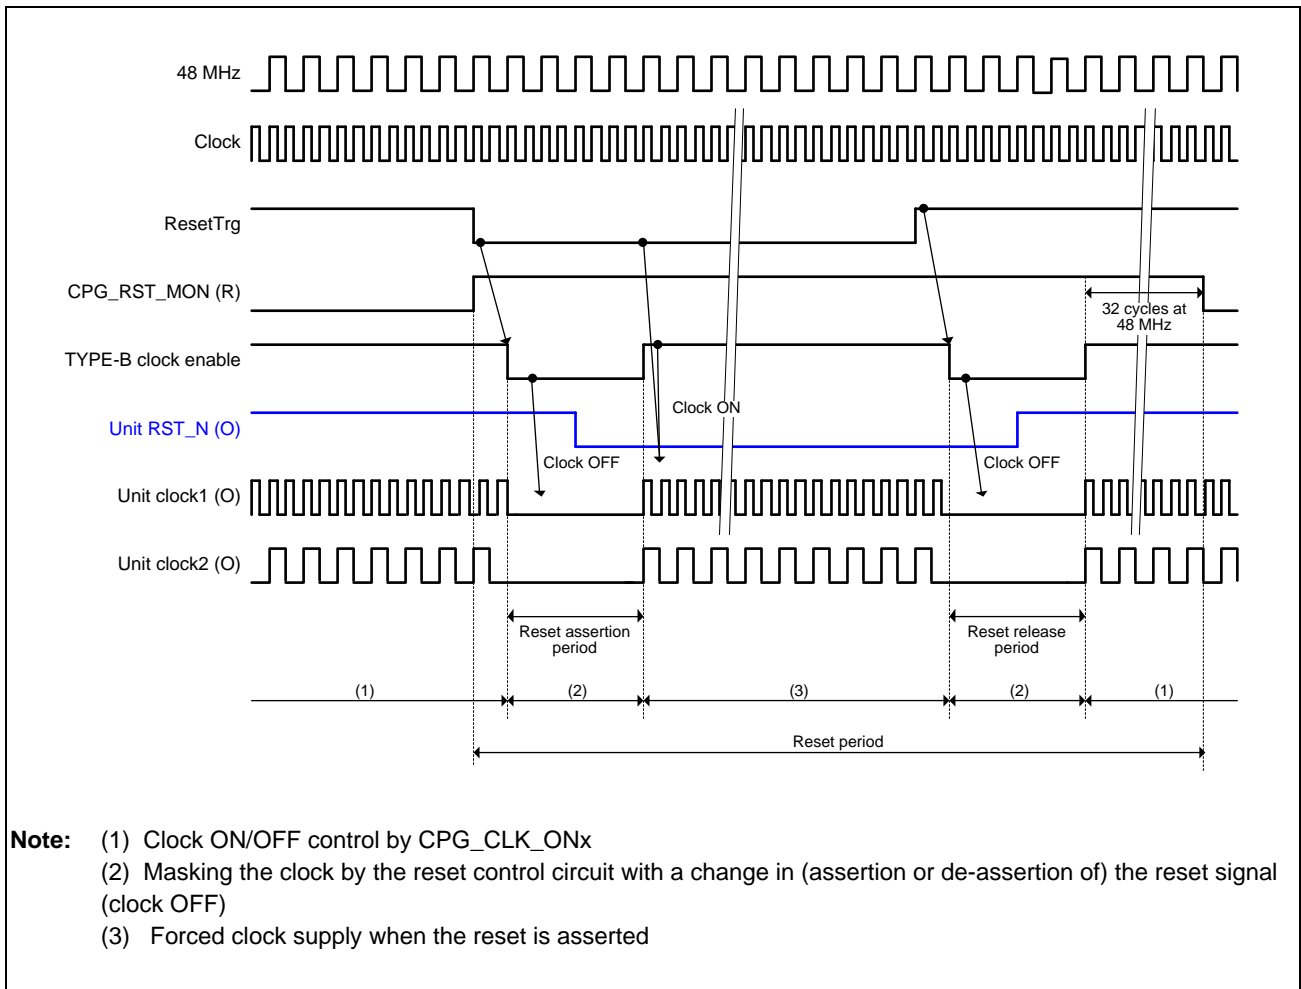 48 MHz
Clock
ResetTrg
CPG_RST_MON (R)
32 cycles at
48 MHz
TYPE-B clock enable
Clock ON
Unit RST_N (O)
Clock OFF
Clock OFF
Unit clock1 (O)
Unit clock2 (O)
Reset assertion
period
Reset release
period
(1)
(2)
(3)
(2)
(1)
Reset period
Note: (1) Clock ON/OFF control by CPG_CLK_ONx
(2) Masking the clock by the reset control circuit with a change in (assertion or de-assertion of) the reset signal
(clock OFF)
(3) Forced clock supply when the reset is asserted